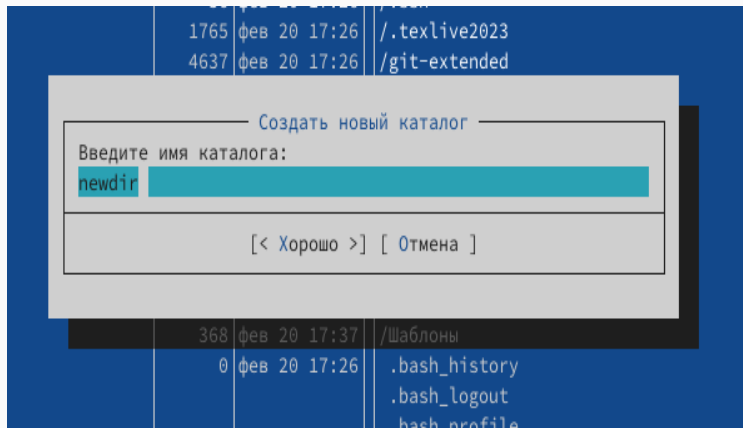 1765 фев 20 17:26 /.texlive2023
4637 фев 20 17:26 /git-extended
Создать новый каталог
Введите имя каталога:
newdir
[< Хорошо >] [ Отмена ]
368 фев 20 17:37 /Шаблоны
0 фев 20 17:26 .bash_history
.bash_logout
.bash_profile